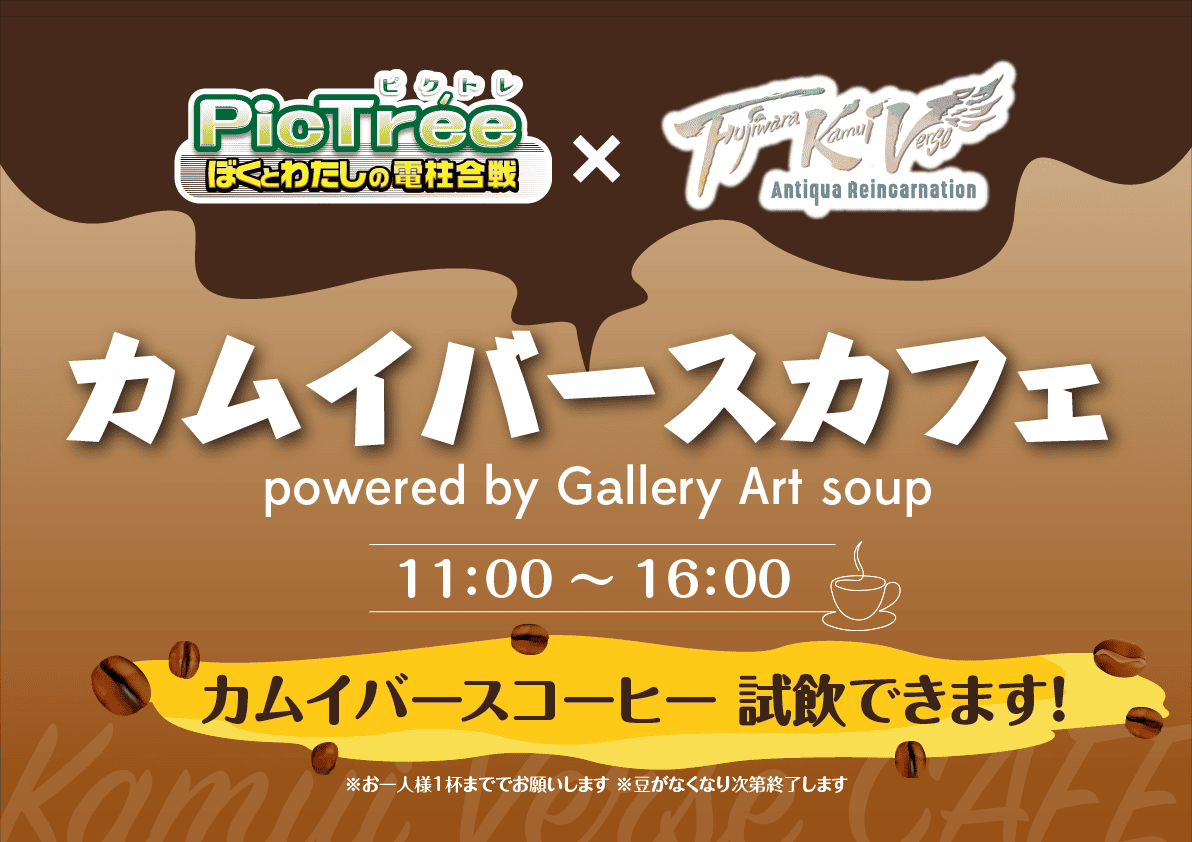 ピクトレ
PicTrée
ぼくとわたしの電柱合戦
×
Fujiwara Kamui Verse
Antiqua Reincarnation
カムイバースカフェ
powered by Gallery Art soup
11:00 ～ 16:00
カムイバースコーヒー 試飲できます!
※お一人様1杯まででお願いします ※豆がなくなり次第終了します
Kamui Verse CAFE